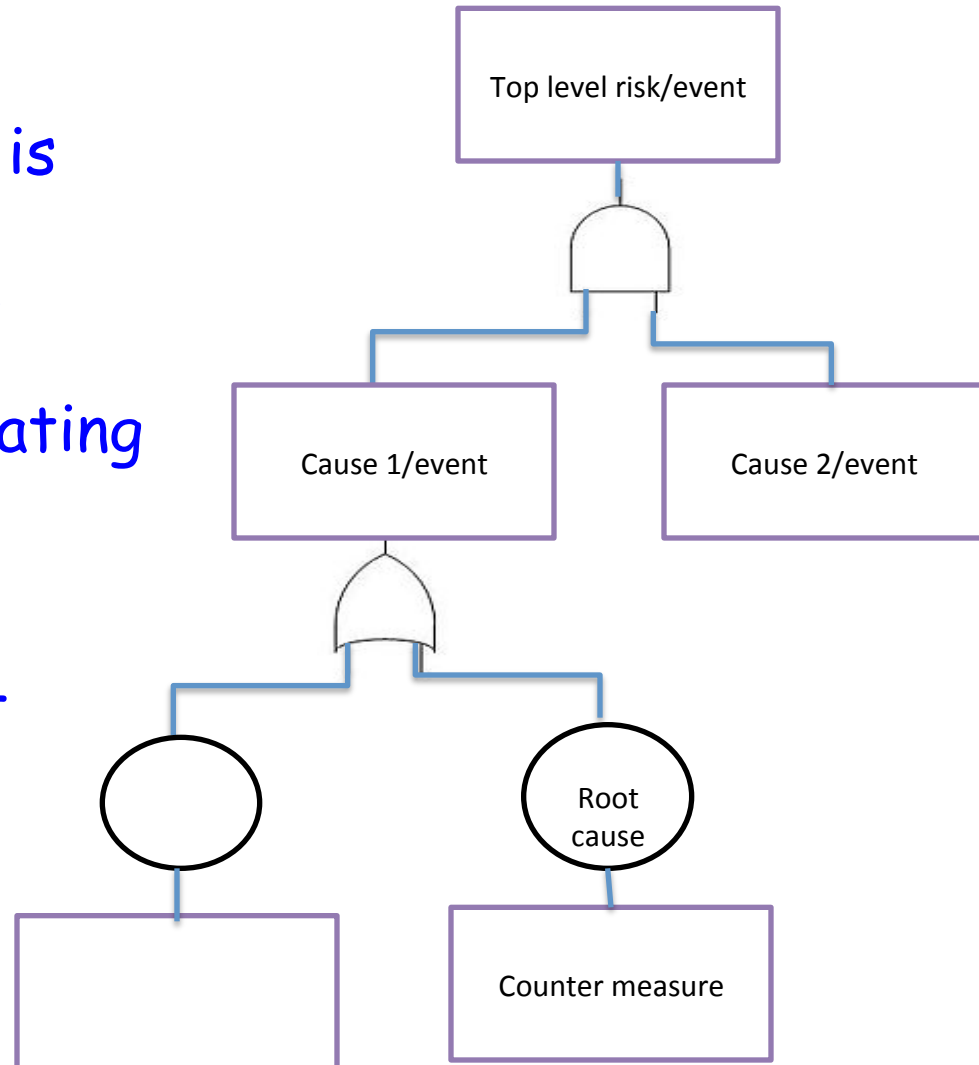 Top level risk/event
is
ating
Cause 1/event
Cause 2/event
Root
cause
Counter measure